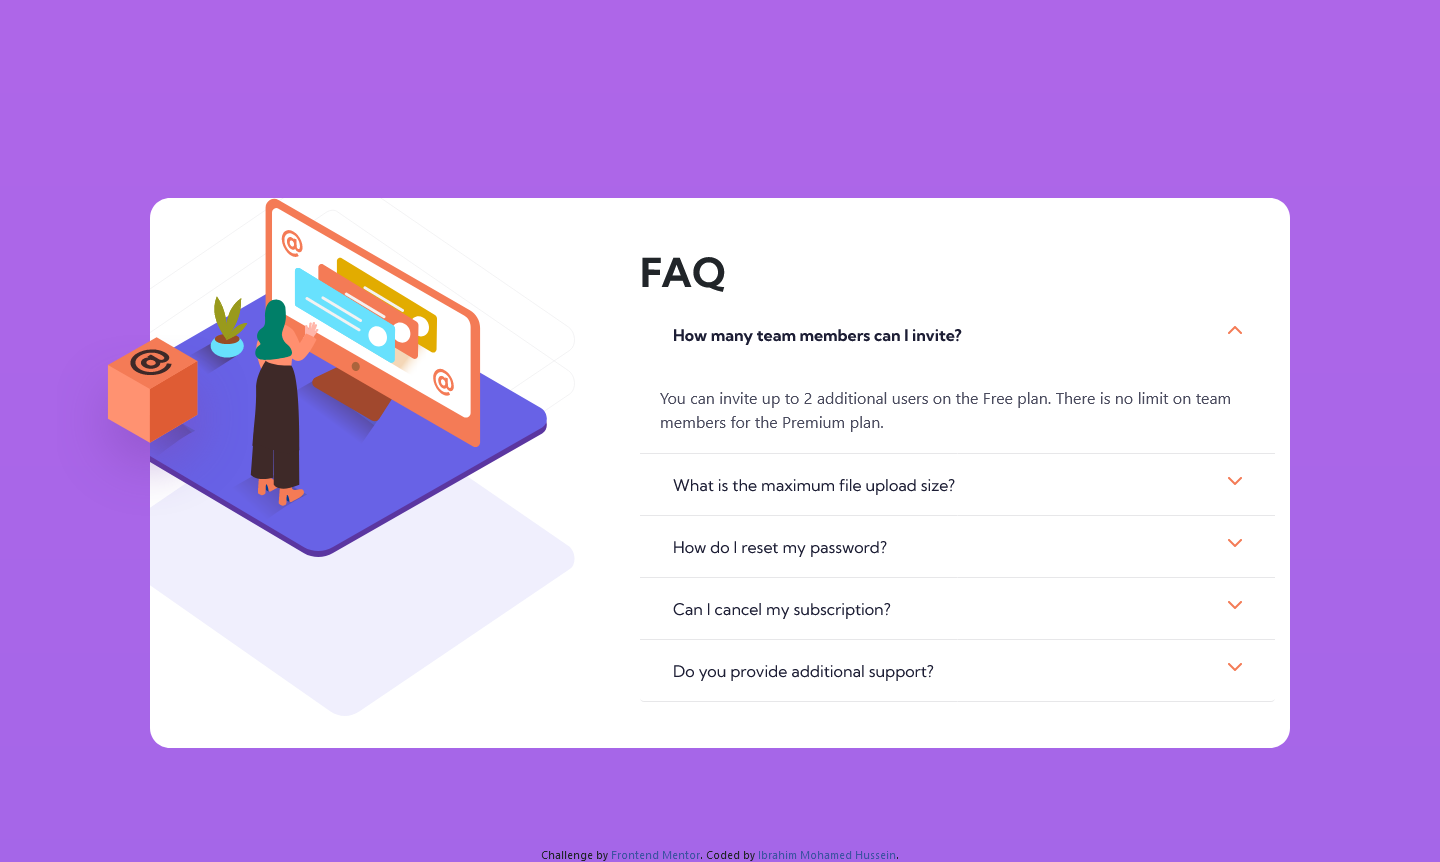 @
@
@
FAQ
How many team members can I invite?
You can invite up to 2 additional users on the Free plan. There is no limit on team
members for the Premium plan.
What is the maximum file upload size?
How do I reset my password?
Can I cancel my subscription?
Do you provide additional support?
Challenge by Frontend Mentor. Coded by Ibrahim Mohamed Hussein.